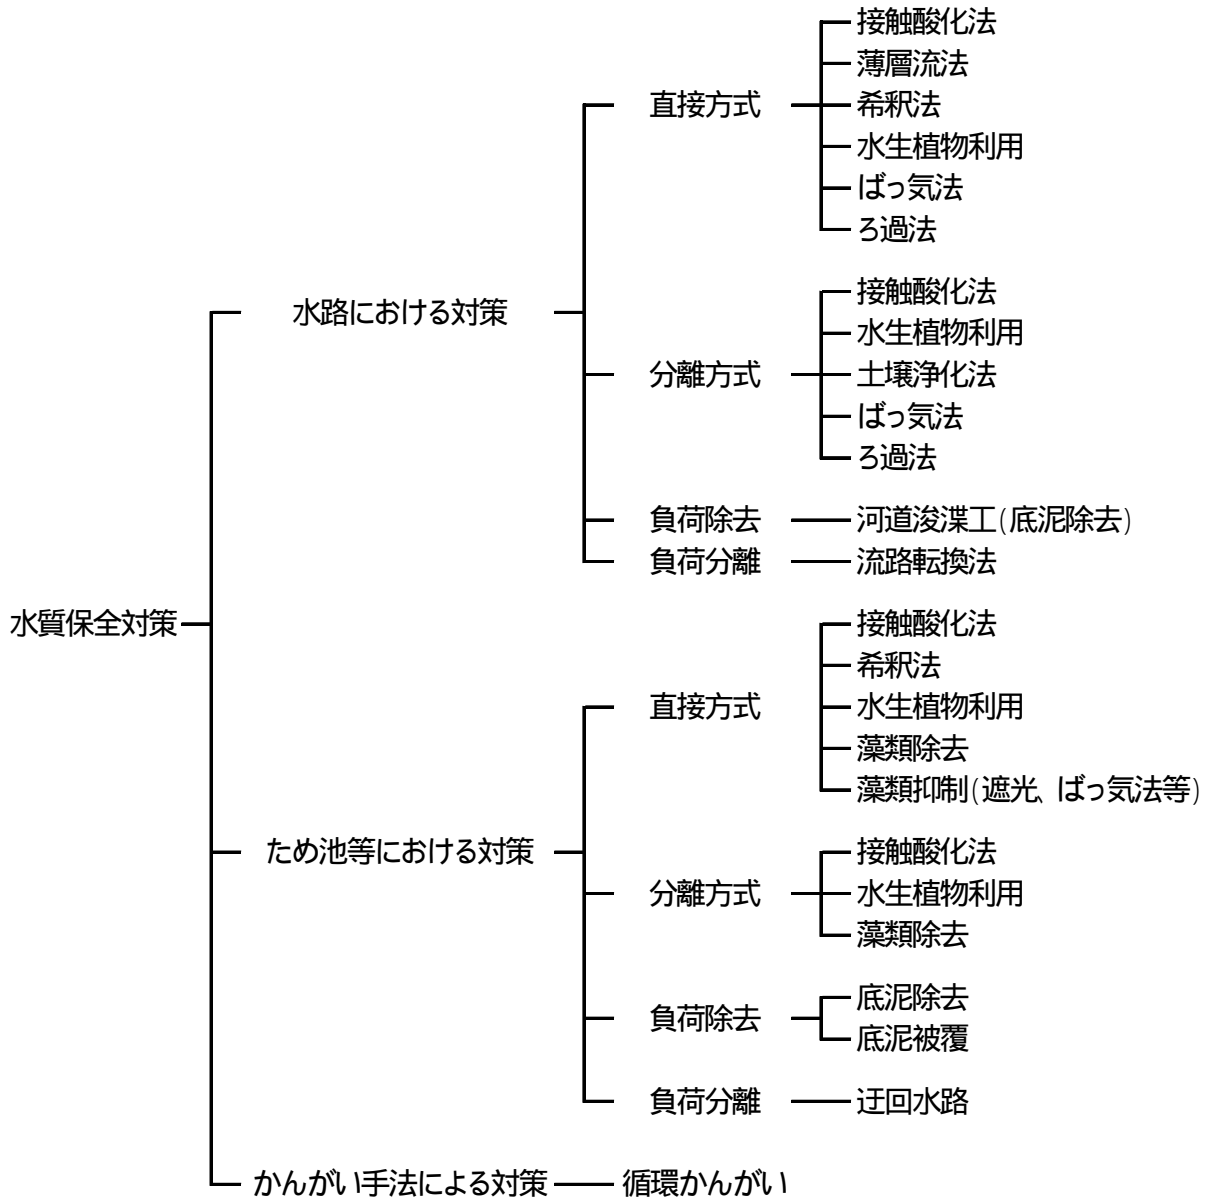 接触酸化法
薄層流法
直接方式
希釈法
水生植物利用
ばっ気法
ろ過法
水路における対策
接触酸化法
水生植物利用
分離方式
土壌浄化法
ばっ気法
ろ過法
負荷除去
河道浚渫工(底泥除去)
負荷分離
流路転換法
水質保全対策
接触酸化法
希釈法
直接方式
水生植物利用
藻類除去
藻類抑制(遮光、ばっ気法等)
ため池等における対策
接触酸化法
分離方式
水生植物利用
藻類除去
負荷除去
底泥除去
底泥被覆
負荷分離
迂回水路
かんがい手法による対策
循環かんがい